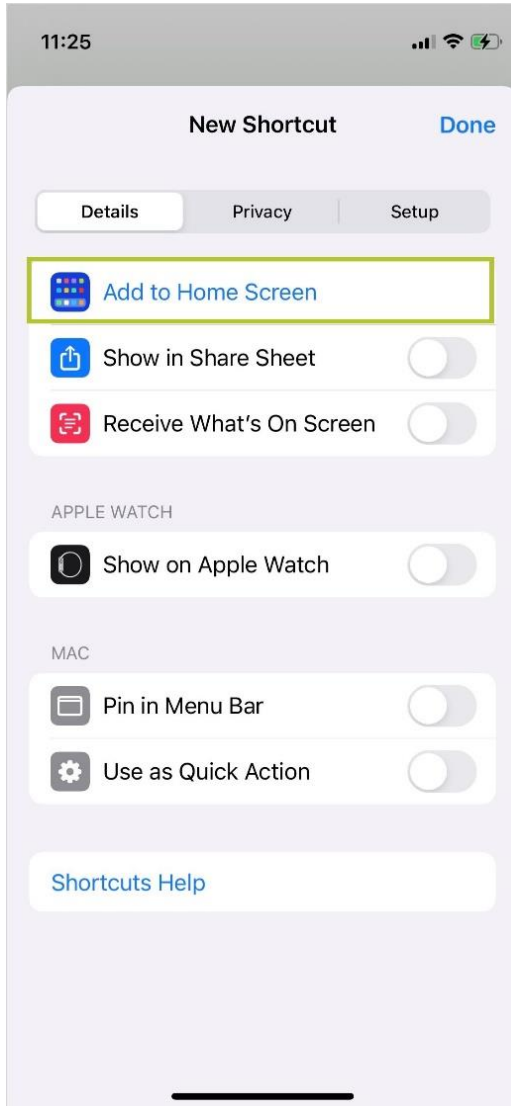 11:25
New Shortcut Done
Details Privacy Setup
Add to Home Screen
Show in Share Sheet
Receive What's On Screen
APPLE WATCH
Show on Apple Watch
MAC
Pin in Menu Bar
Use as Quick Action
Shortcuts Help